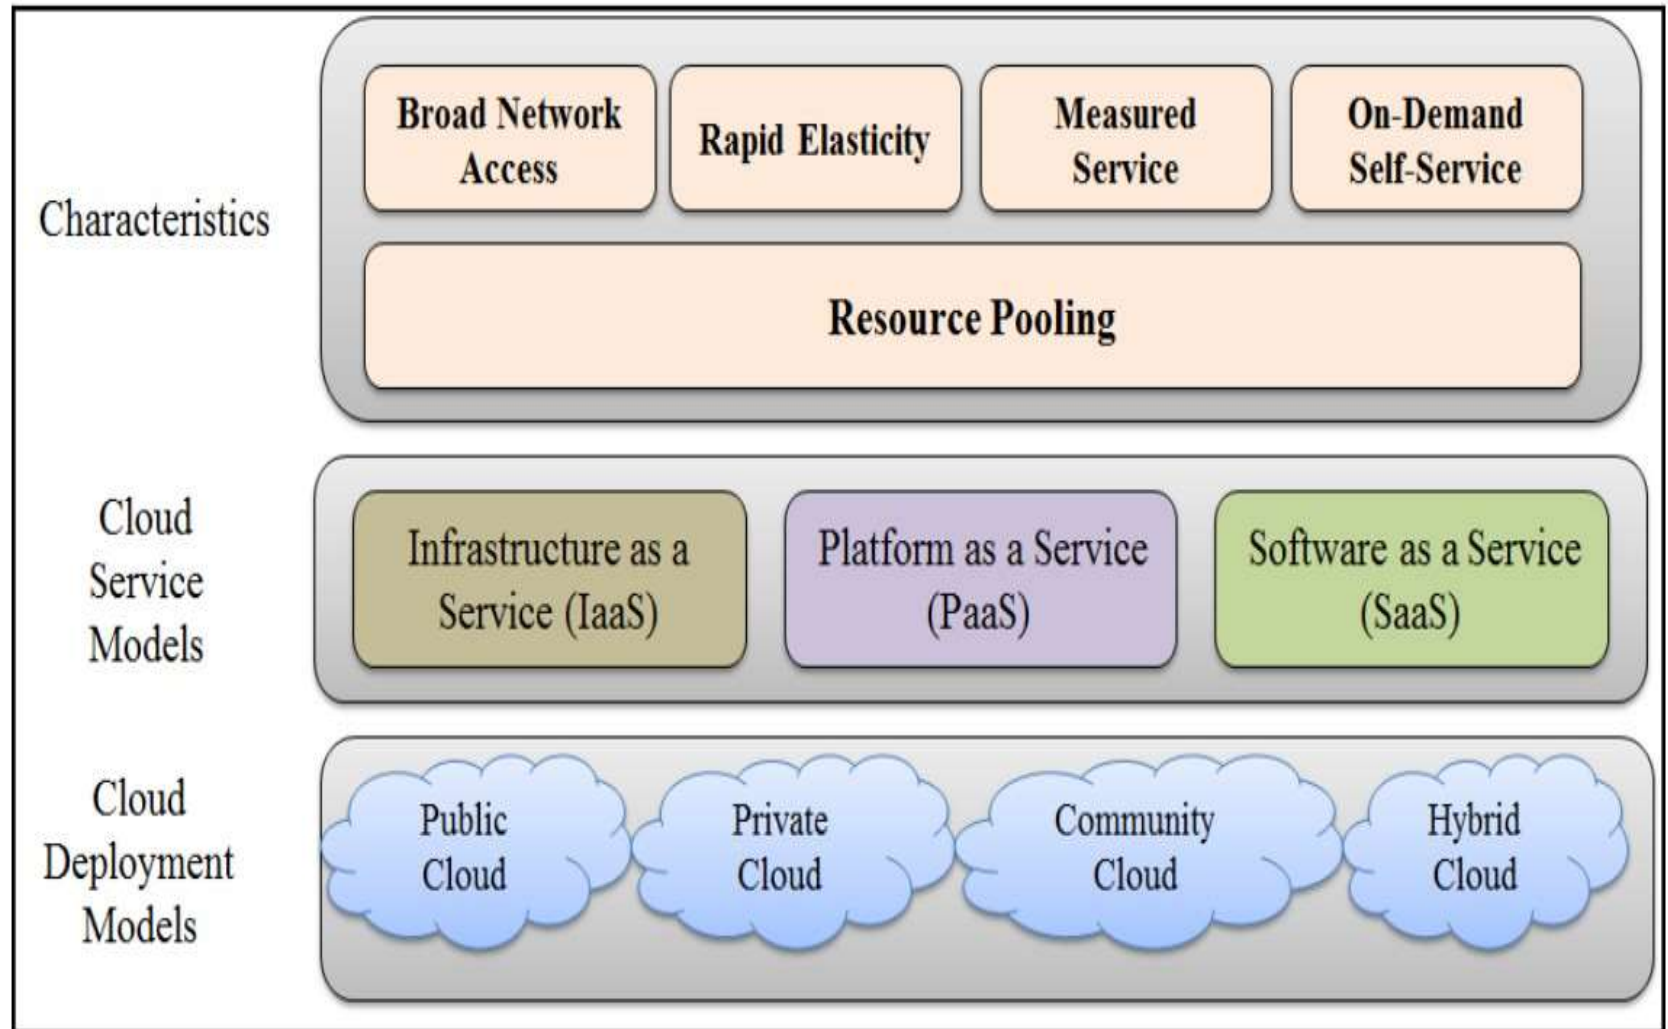 Characteristics
Broad Network
Access
Rapid Elasticity
Measured
Service
On-Demand
Self-Service
Resource Pooling
Cloud
Service
Models
Infrastructure as a
Service (IaaS)
Platform as a Service
(PaaS)
Software as a Service
(SaaS)
Cloud
Deployment
Models
Public
Cloud
Private
Cloud
Community
Cloud
Hybrid
Cloud